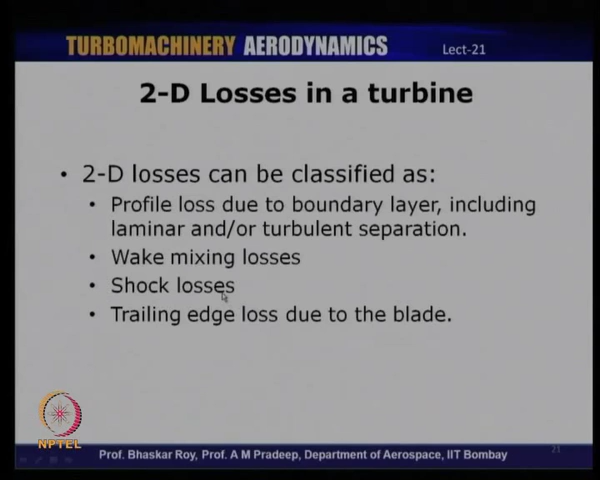 TURBOMACHINERY AERODYNAMICS
Lect-21
2-D Losses in a turbine
• 2-D losses can be classified as:
• Profile loss due to boundary layer, including
laminar and/or turbulent separation.
• Wake mixing losses
• Shock losses
• Trailing edge loss due to the blade.
NPTEL
Prof. Bhaskar Roy, Prof. A M Pradeep, Department of Aerospace, IIT Bombay
21